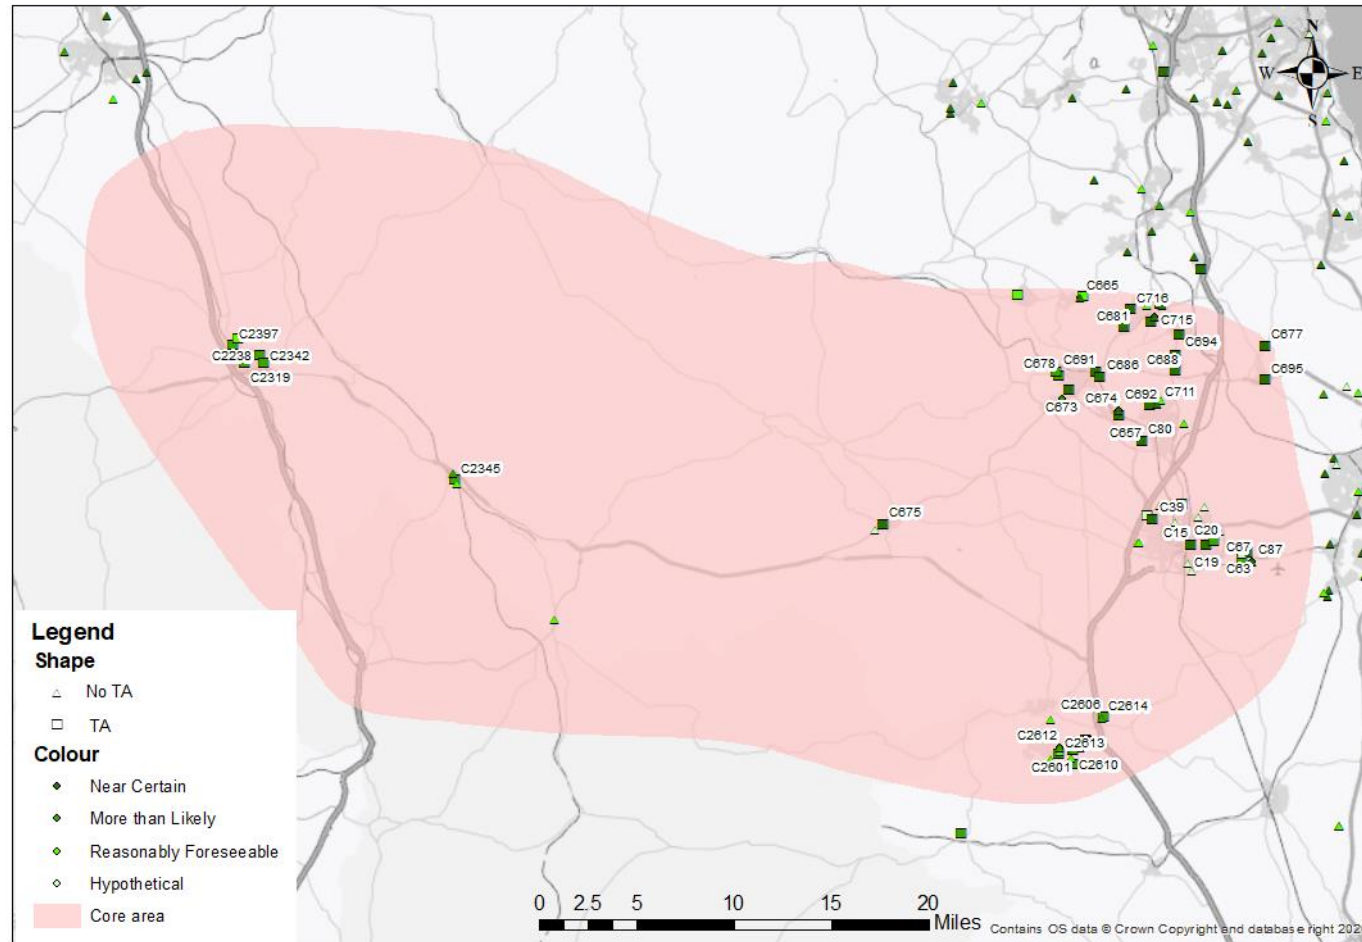 N
W E
S
C665
C716
C681
C715
C694
C677
C2397
C2238 C2342
C2319
C678 C691 C686 C688
C695
C674 C692 C711
C673
C657 C80
C2345
C675
C39
C15 C20
C67 C87
C19 C63
C2606 C2614
C2612 C2613
C2601 C2610
Legend
Shape
No TA
TA
Colour
Near Certain
More than Likely
Reasonably Foreseeable
Hypothetical
Core area
0 2.5 5 10 15 20
Miles
Contains OS data © Crown Copyright and database right 202